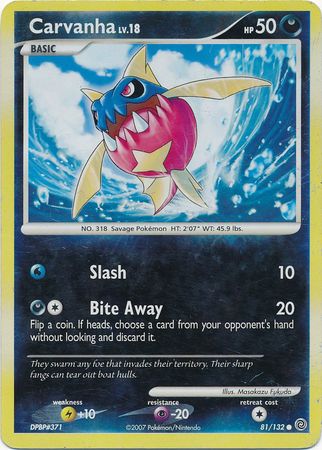 Carvanha LV.18 HP 50
BASIC
NO. 318 Savage Pokémon HT: 2'07" WT: 45.9 lbs.
Slash 10
Bite Away 20
Flip a coin. If heads, choose a card from your opponent's hand
without looking and discard it.
They swarm any foe that invades their territory. Their sharp
fangs can tear out boat hulls.
Illus. Masakazu Fukuda
weakness resistance retreat cost
+10 -20
DPBP#371 ©2007 Pokémon/Nintendo 81/132